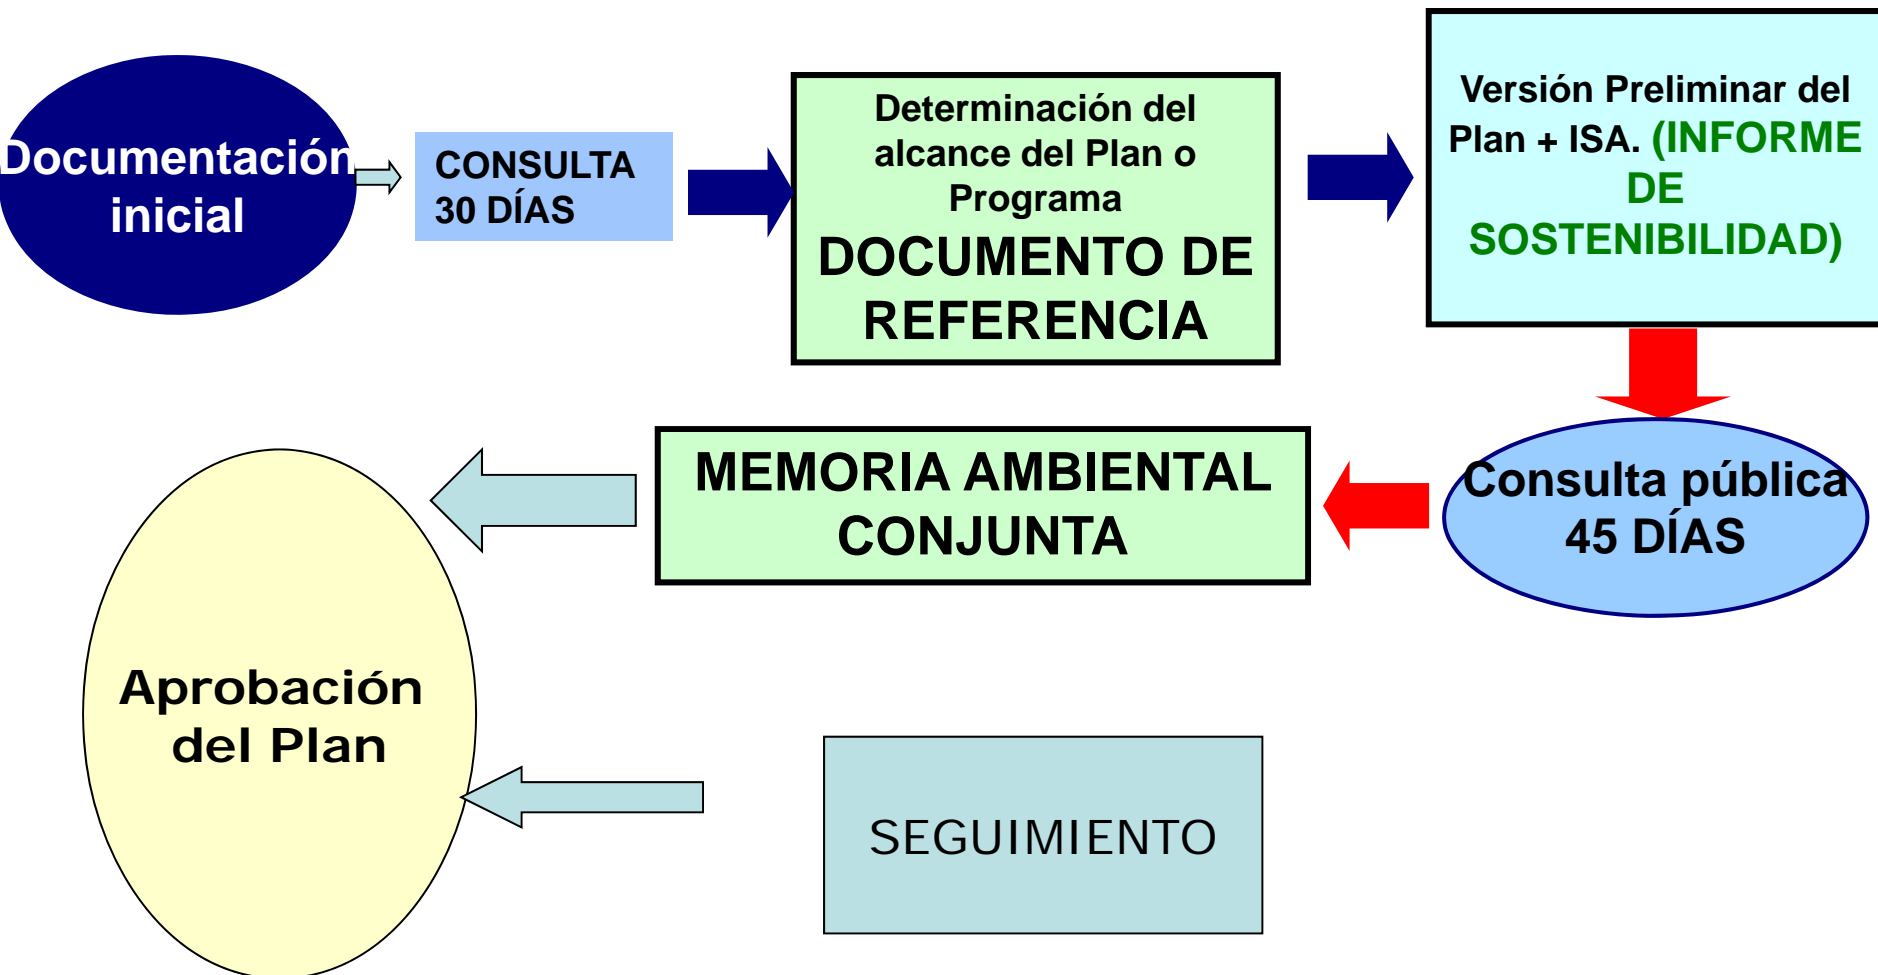 Documentación
inicial
CONSULTA
30 DÍAS
Determinación del
alcance del Plan o
Programa
DOCUMENTO DE
REFERENCIA
Versión Preliminar del
Plan + ISA. (INFORME
DE
SOSTENIBILIDAD)
Consulta pública
45 DÍAS
MEMORIA AMBIENTAL
CONJUNTA
Aprobación
del Plan
SEGUIMIENTO